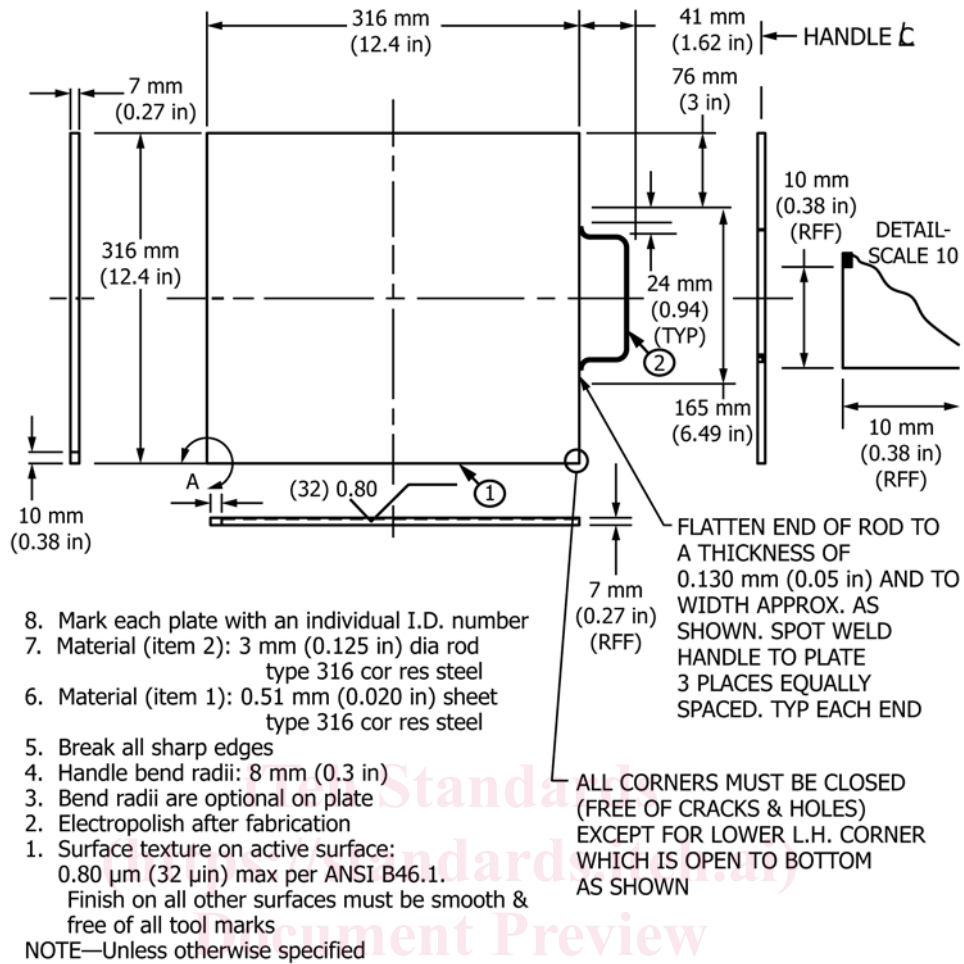 316 mm
(12.4 in)
41 mm
(1.62 in)
HANDLE ℄
7 mm
(0.27 in)
76 mm
(3 in)
10 mm
(0.38 in)
(RFF)
DETAIL-
SCALE 10
316 mm
(12.4 in)
24 mm
(0.94)
(TYP)
2
165 mm
(6.49 in)
10 mm
(0.38 in)
(RFF)
A
(32) 0.80
1
10 mm
(0.38 in)
7 mm
(0.27 in)
(RFF)
FLATTEN END OF ROD TO
A THICKNESS OF
0.130 mm (0.05 in) AND TO
WIDTH APPROX. AS
SHOWN. SPOT WELD
HANDLE TO PLATE
3 PLACES EQUALLY
SPACED. TYP EACH END
8. Mark each plate with an individual I.D. number
7. Material (item 2): 3 mm (0.125 in) dia rod
type 316 cor res steel
6. Material (item 1): 0.51 mm (0.020 in) sheet
type 316 cor res steel
5. Break all sharp edges
4. Handle bend radii: 8 mm (0.3 in)
3. Bend radii are optional on plate
2. Electropolish after fabrication
1. Surface texture on active surface:
0.80 µm (32 µin) max per ANSI B46.1.
Finish on all other surfaces must be smooth &
free of all tool marks
NOTE—Unless otherwise specified
ALL CORNERS MUST BE CLOSED
(FREE OF CRACKS & HOLES)
EXCEPT FOR LOWER L.H. CORNER
WHICH IS OPEN TO BOTTOM
AS SHOWN
iTeh Standards
(https://standards.iteh.ai)
Document Preview